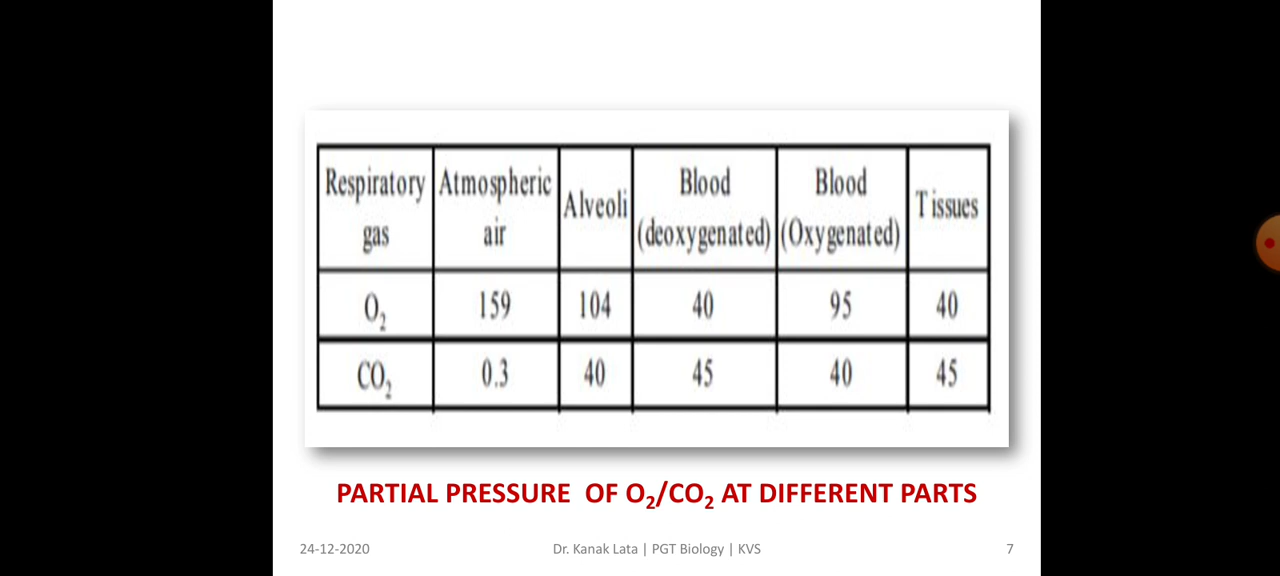 Respiratory gas | Atmospheric air | Alveoli | Blood (deoxygenated) | Blood (Oxygenated) | Tissues
O₂ | 159 | 104 | 40 | 95 | 40
CO₂ | 0.3 | 40 | 45 | 40 | 45
PARTIAL PRESSURE OF O₂/CO₂ AT DIFFERENT PARTS
24-12-2020 Dr. Kanak Lata | PGT Biology | KVS 7